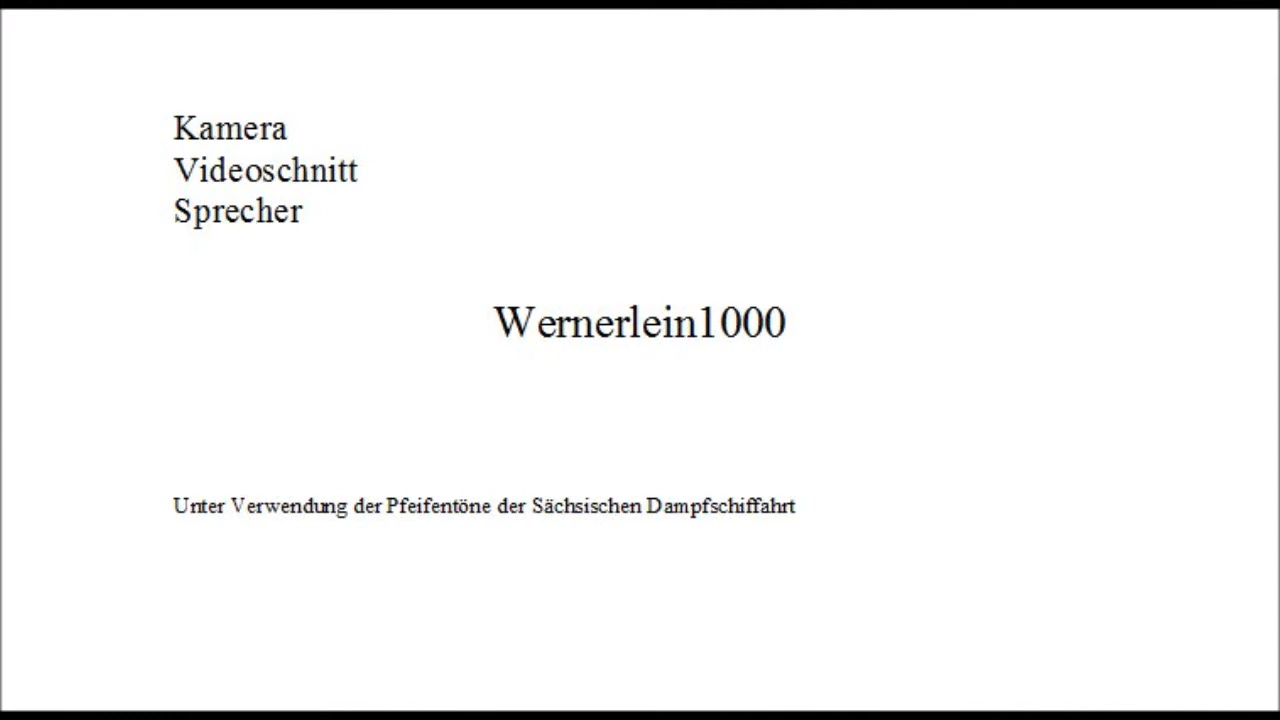 Kamera
Videoschnitt
Sprecher
Wernerlein1000
Unter Verwendung der Pfeifentöne der Sächsischen Dampfschiffahrt